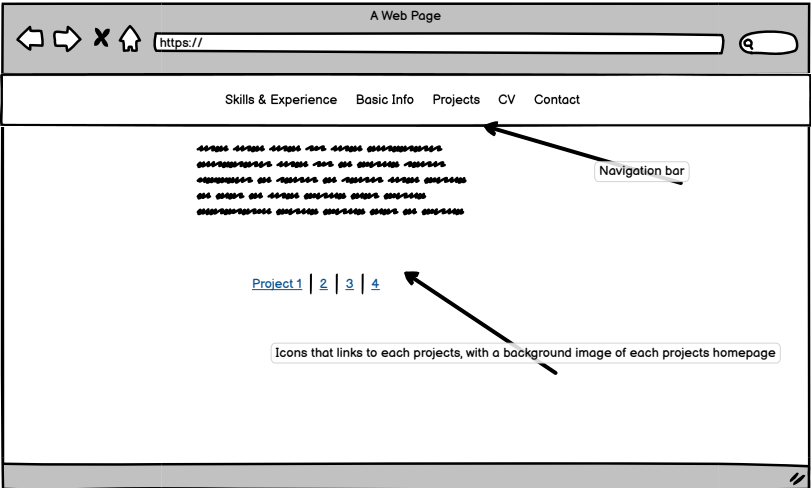 A Web Page
https://
Skills & Experience Basic Info Projects CV Contact
Navigation bar
Project 1 | 2 | 3 | 4
Icons that links to each projects, with a background image of each projects homepage